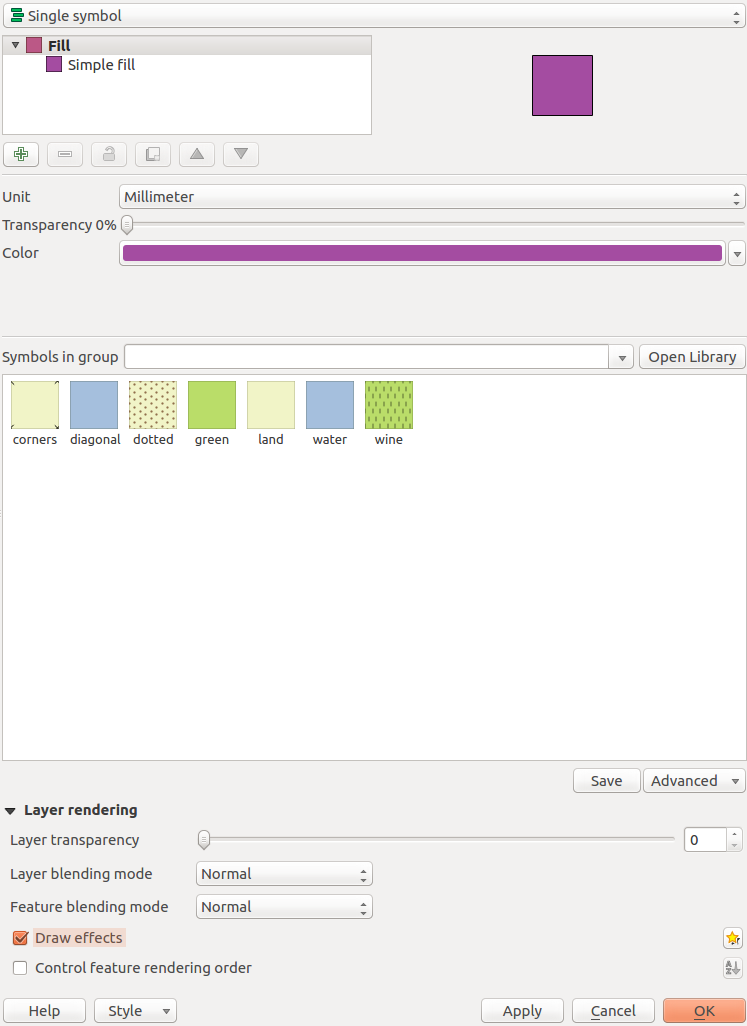 Single symbol
Fill
Simple fill
Unit Millimeter
Transparency 0%
Color
Symbols in group Open Library
corners diagonal dotted green land water wine
Save Advanced
Layer rendering
Layer transparency 0
Layer blending mode Normal
Feature blending mode Normal
Draw effects
Control feature rendering order
Help Style Apply Cancel OK